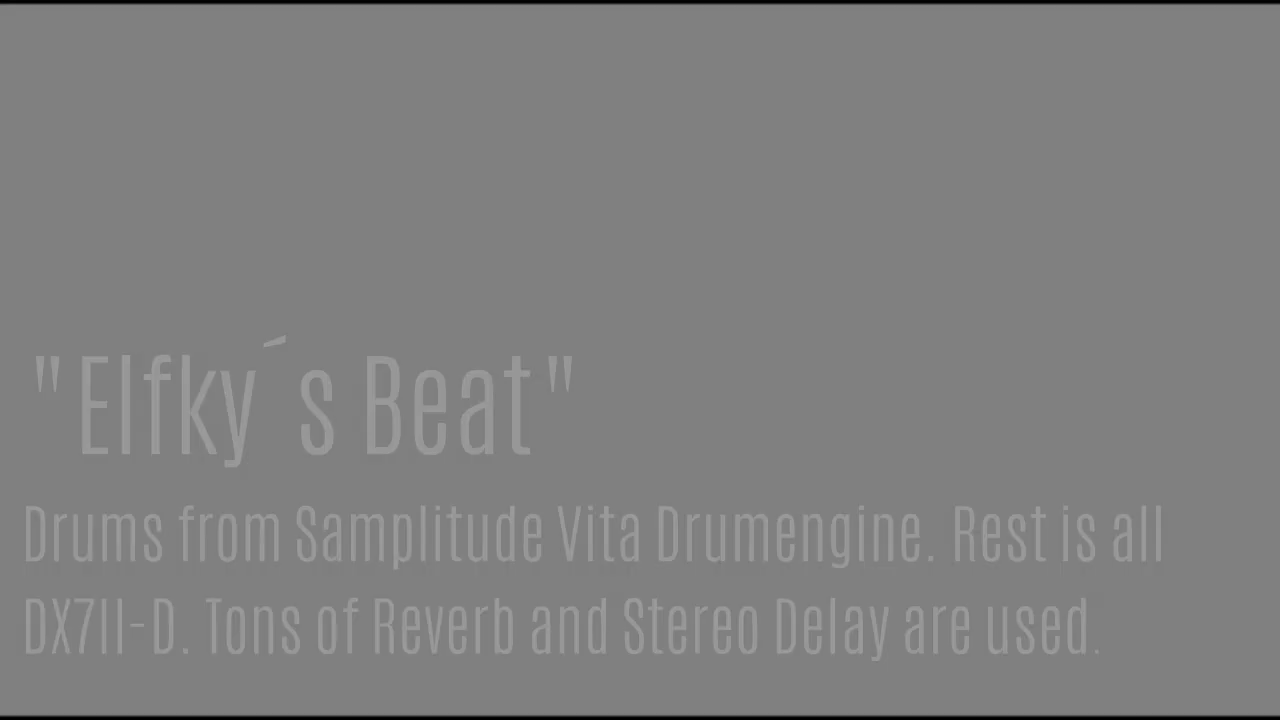 "Elfky´s Beat"
Drums from Samplitude Vita Drumengine. Rest is all
DX7II-D. Tons of Reverb and Stereo Delay are used.